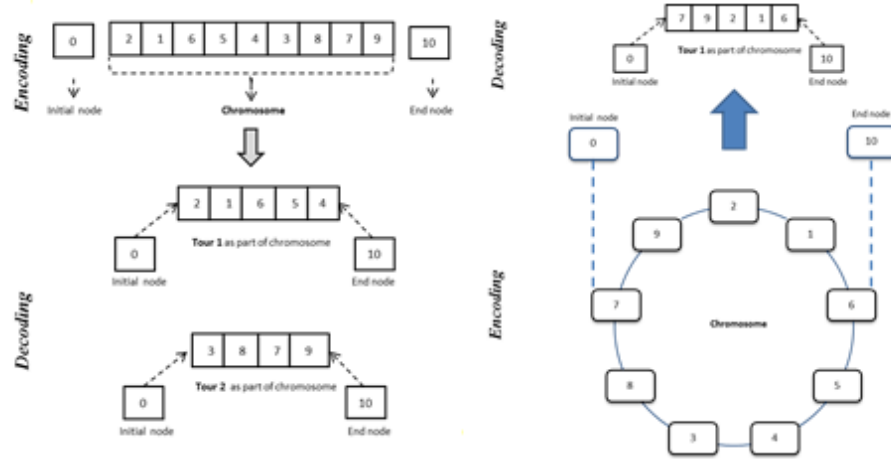 Encoding
0 2 1 6 5 4 3 8 7 9 10
Initial node Chromosome End node
2 1 6 5 4
Tour 1 as part of chromosome
0 10
Initial node End node
Decoding
3 8 7 9
Tour 2 as part of chromosome
0 10
Initial node End node
Decoding
7 9 2 1 6
Tour 1 as part of chromosome
0 10
Initial node End node
Initial node End node
0 10
Encoding
2
9 1
7 6
Chromosome
8 5
3 4